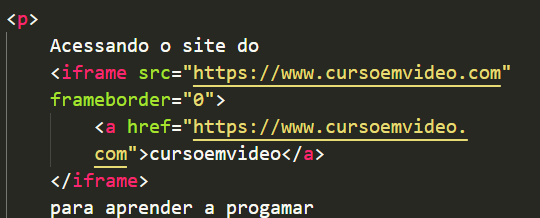 <p>
Acessando o site do
<iframe src="https://www.cursoemvideo.com"
frameborder="0">
<a href="https://www.cursoemvideo.
com">cursoemvideo</a>
</iframe>
para aprender a progamar